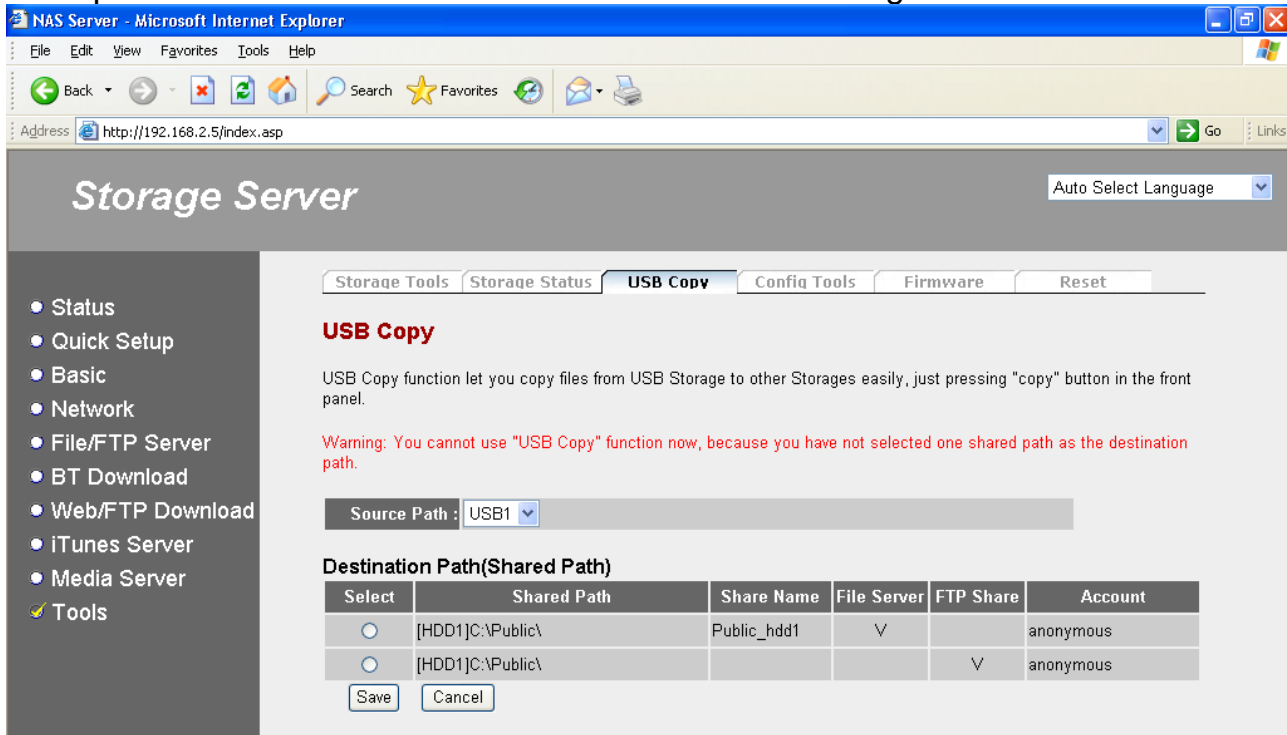 NAS Server - Microsoft Internet Explorer
File Edit View Favorites Tools Help
Back Search Favorites
Address http://192.168.2.5/index.asp Go Links
Storage Server
Auto Select Language
Storage Tools Storage Status USB Copy Config Tools Firmware Reset
Status
Quick Setup
Basic
Network
File/FTP Server
BT Download
Web/FTP Download
iTunes Server
Media Server
Tools
USB Copy
USB Copy function let you copy files from USB Storage to other Storages easily, just pressing "copy" button in the front
panel.
Warning: You cannot use "USB Copy" function now, because you have not selected one shared path as the destination
path.
Source Path : USB1
Destination Path(Shared Path)
Select Shared Path Share Name File Server FTP Share Account
[HDD1]C:\Public\ Public_hdd1 V anonymous
[HDD1]C:\Public\ V anonymous
Save Cancel